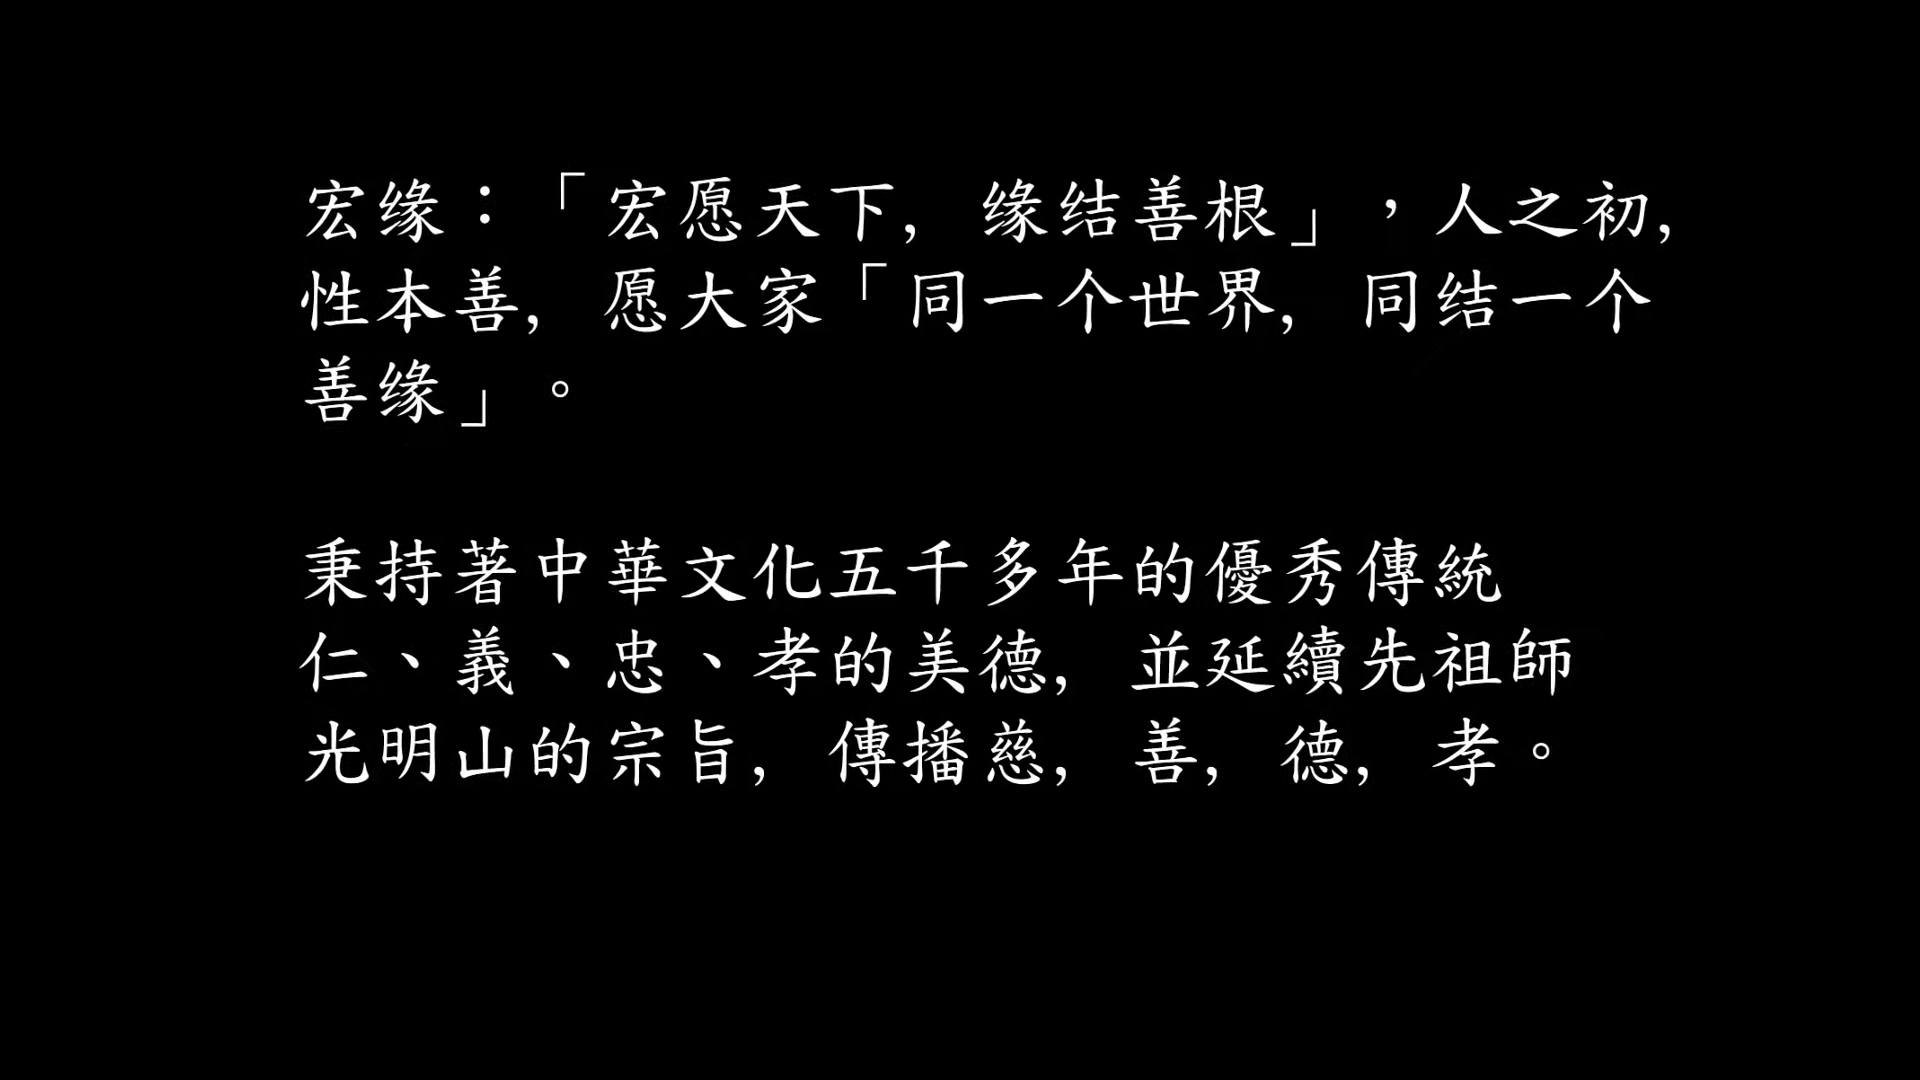 宏缘：「宏愿天下, 缘结善根」，人之初,
性本善, 愿大家「同一个世界, 同结一个
善缘」。
秉持著中華文化五千多年的優秀傳統
仁、義、忠、孝的美德, 並延續先祖師
光明山的宗旨, 傳播慈, 善, 德, 孝。